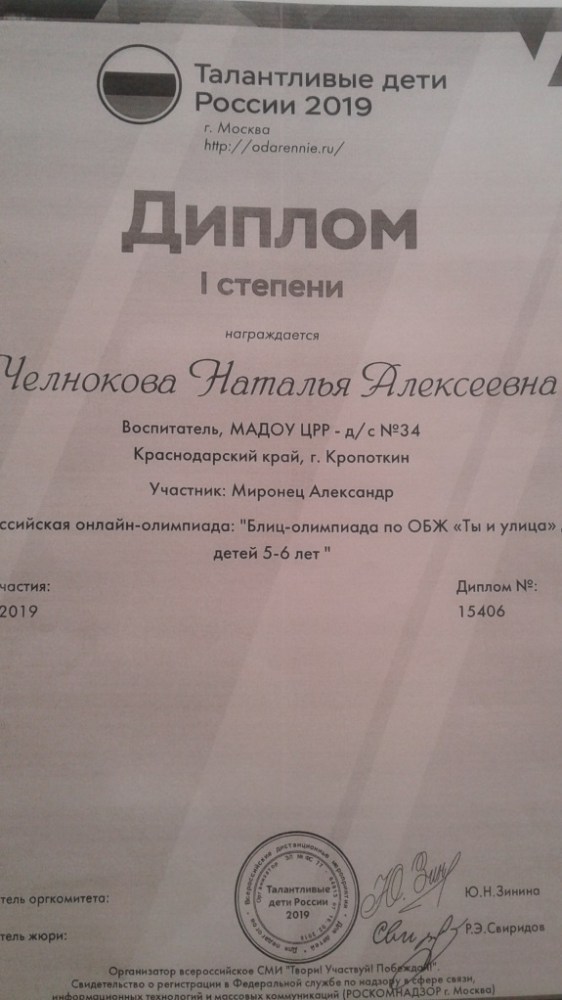 Талантливые дети
России 2019
г. Москва
http://odarennie.ru/
Диплом
I степени
награждается
Челнокова Наталья Алексеевна
Воспитатель, МАДОУ ЦРР - д/с №34
Краснодарский край, г. Кропоткин
Участник: Миронец Александр
ссийская онлайн-олимпиада: "Блиц-олимпиада по ОБЖ «Ты и улица»
детей 5-6 лет "
частия:
Диплом №:
2019
15406
Талантливые
дети России
2019
тель оргкомитета:
Ю.Н.Зинина
тель жюри:
Р.Э.Свиридов
Организатор всероссийское СМИ "Твори! Участвуй! Побеждай!".
Свидетельство о регистрации в Федеральной службе по надзору в сфере связи,
информационных технологий и массовых коммуникаций (РОСКОМНАДЗОР г. Москва)